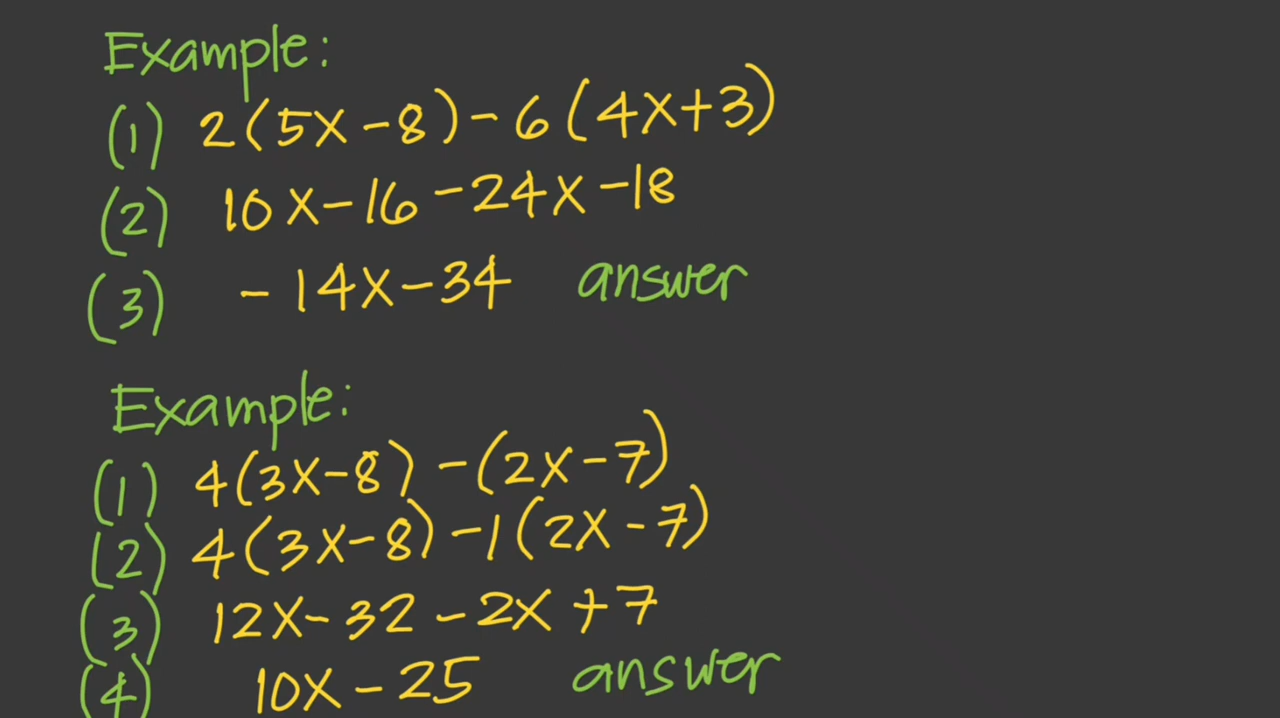 Example:
(1) 2(5x-8)-6(4x+3)
(2) 10x-16-24x-18
(3) -14x-34 answer
Example:
(1) 4(3x-8)-(2x-7)
(2) 4(3x-8)-1(2x-7)
(3) 12x-32-2x+7
(4) 10x-25 answer